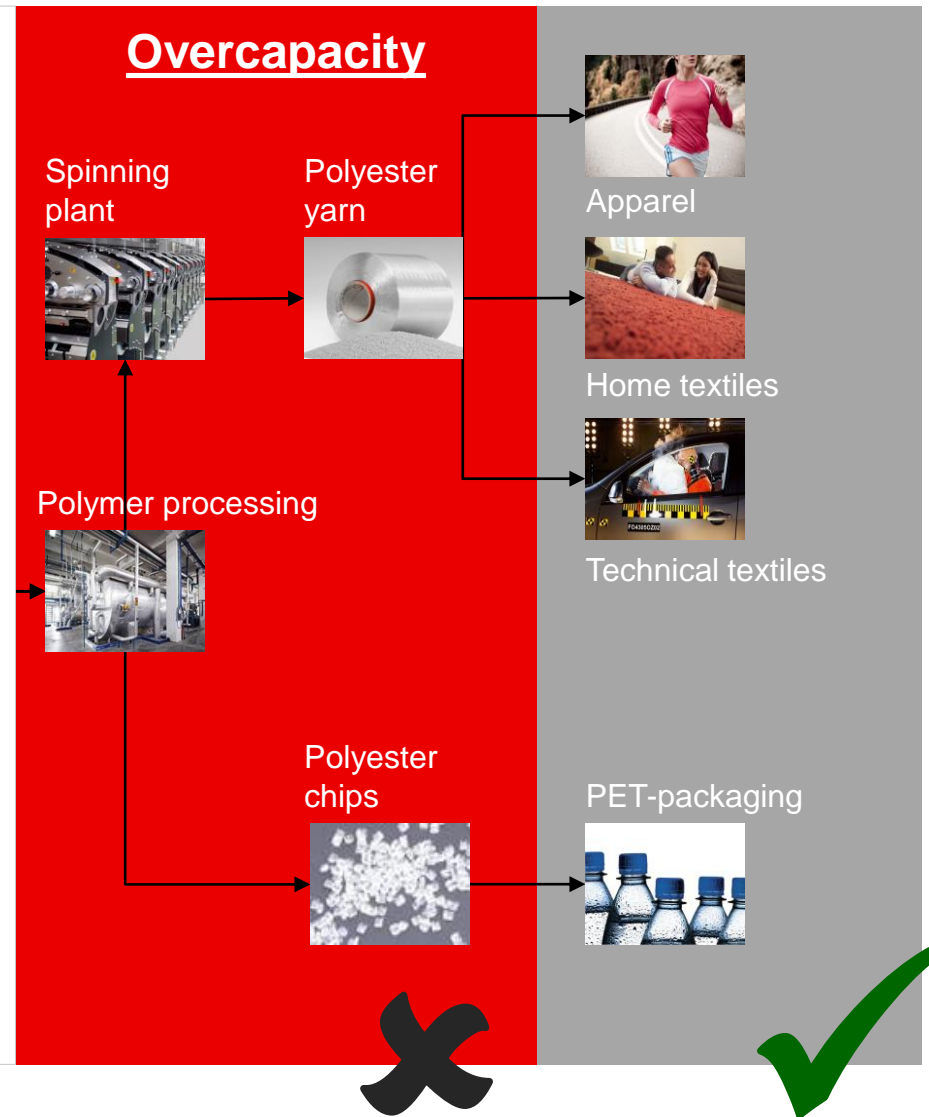 Overcapacity
Spinning
plant
Polyester
yarn
Apparel
Home textiles
Polymer processing
Technical textiles
Polyester
chips
PET-packaging